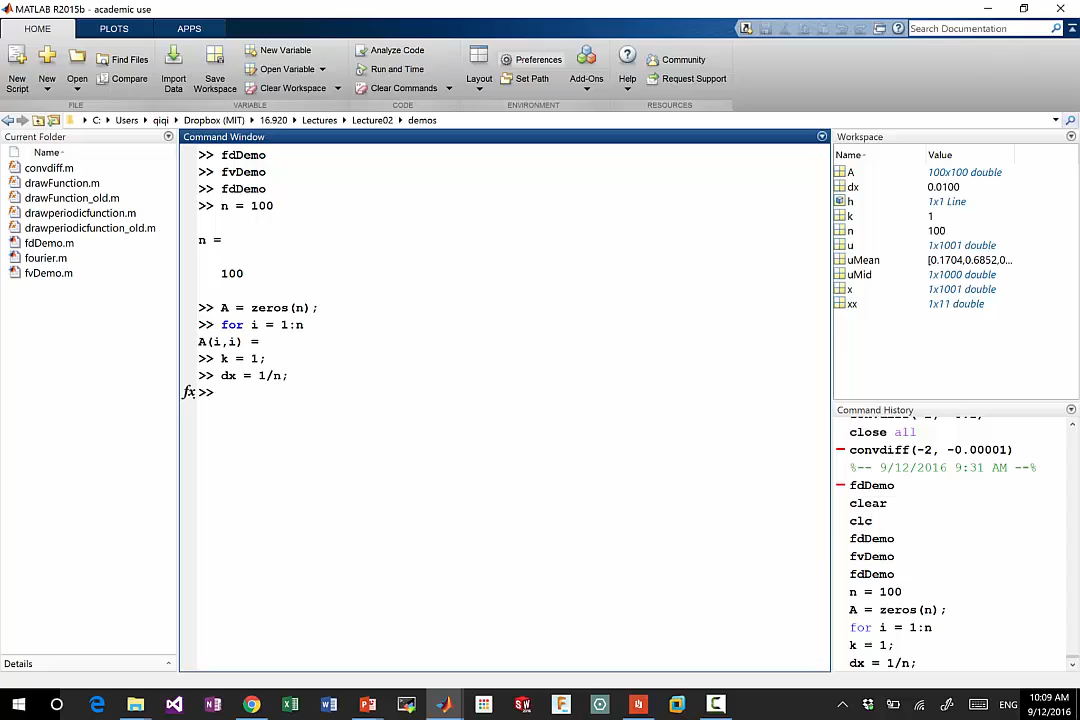 MATLAB R2015b - academic use
HOME PLOTS APPS
Search Documentation
New Script
New
Open
Find Files
Compare
Import Data
Save Workspace
New Variable
Open Variable
Clear Workspace
Analyze Code
Run and Time
Clear Commands
Layout
Preferences
Set Path
Add-Ons
Help
Community
Request Support
FILE VARIABLE CODE ENVIRONMENT RESOURCES
C: Users qiqi Dropbox (MIT) 16.920 Lectures Lecture02 demos
Current Folder
Name
convdiff.m
drawFunction.m
drawFunction_old.m
drawperiodicfunction.m
drawperiodicfunction_old.m
fdDemo.m
fourier.m
fvDemo.m
Details
Command Window
>> fdDemo
>> fvDemo
>> fdDemo
>> n = 100
n =
100
>> A = zeros(n);
>> for i = 1:n
A(i,i) =
>> k = 1;
>> dx = 1/n;
fx >>
Workspace
Name Value
A 100x100 double
dx 0.0100
h 1x1 Line
k 1
n 100
u 1x1001 double
uMean [0.1704,0.6852,0...
uMid 1x1000 double
x 1x1001 double
xx 1x11 double
Command History
close all
convdiff(-2, -0.00001)
%-- 9/12/2016 9:31 AM --%
fdDemo
clear
clc
fdDemo
fvDemo
fdDemo
n = 100
A = zeros(n);
for i = 1:n
k = 1;
dx = 1/n;
ENG
10:09 AM
9/12/2016